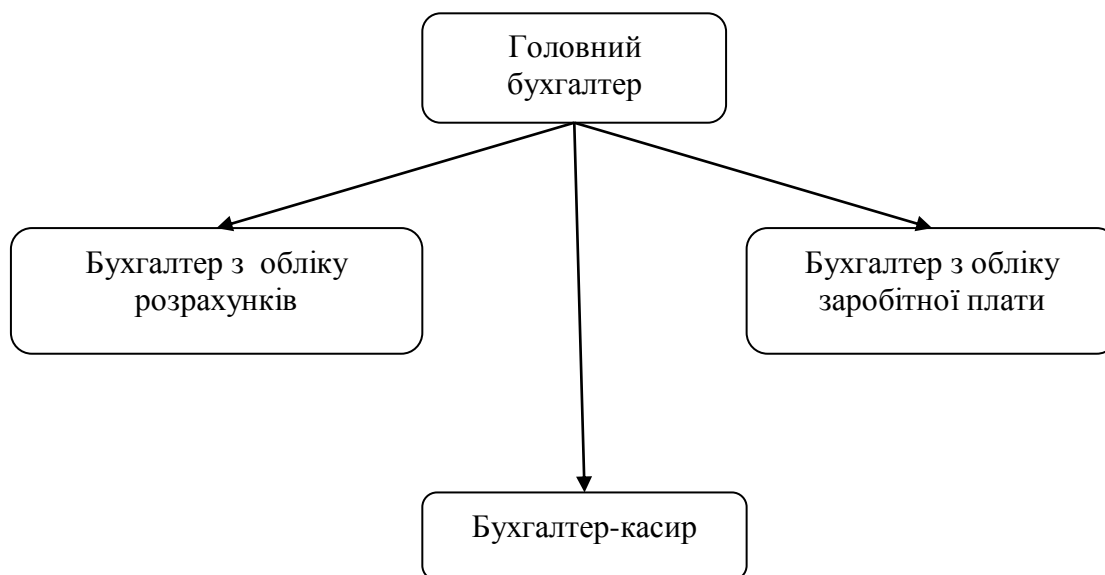 Головний
бухгалтер
Бухгалтер з обліку
розрахунків
Бухгалтер з обліку
заробітної плати
Бухгалтер-касир